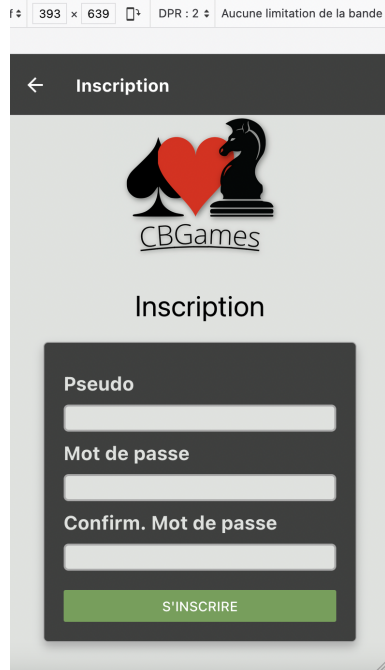 393 × 639 DPR : 2 Aucune limitation de la bande
Inscription
CBGames
Inscription
Pseudo
Mot de passe
Confirm. Mot de passe
S'INSCRIRE